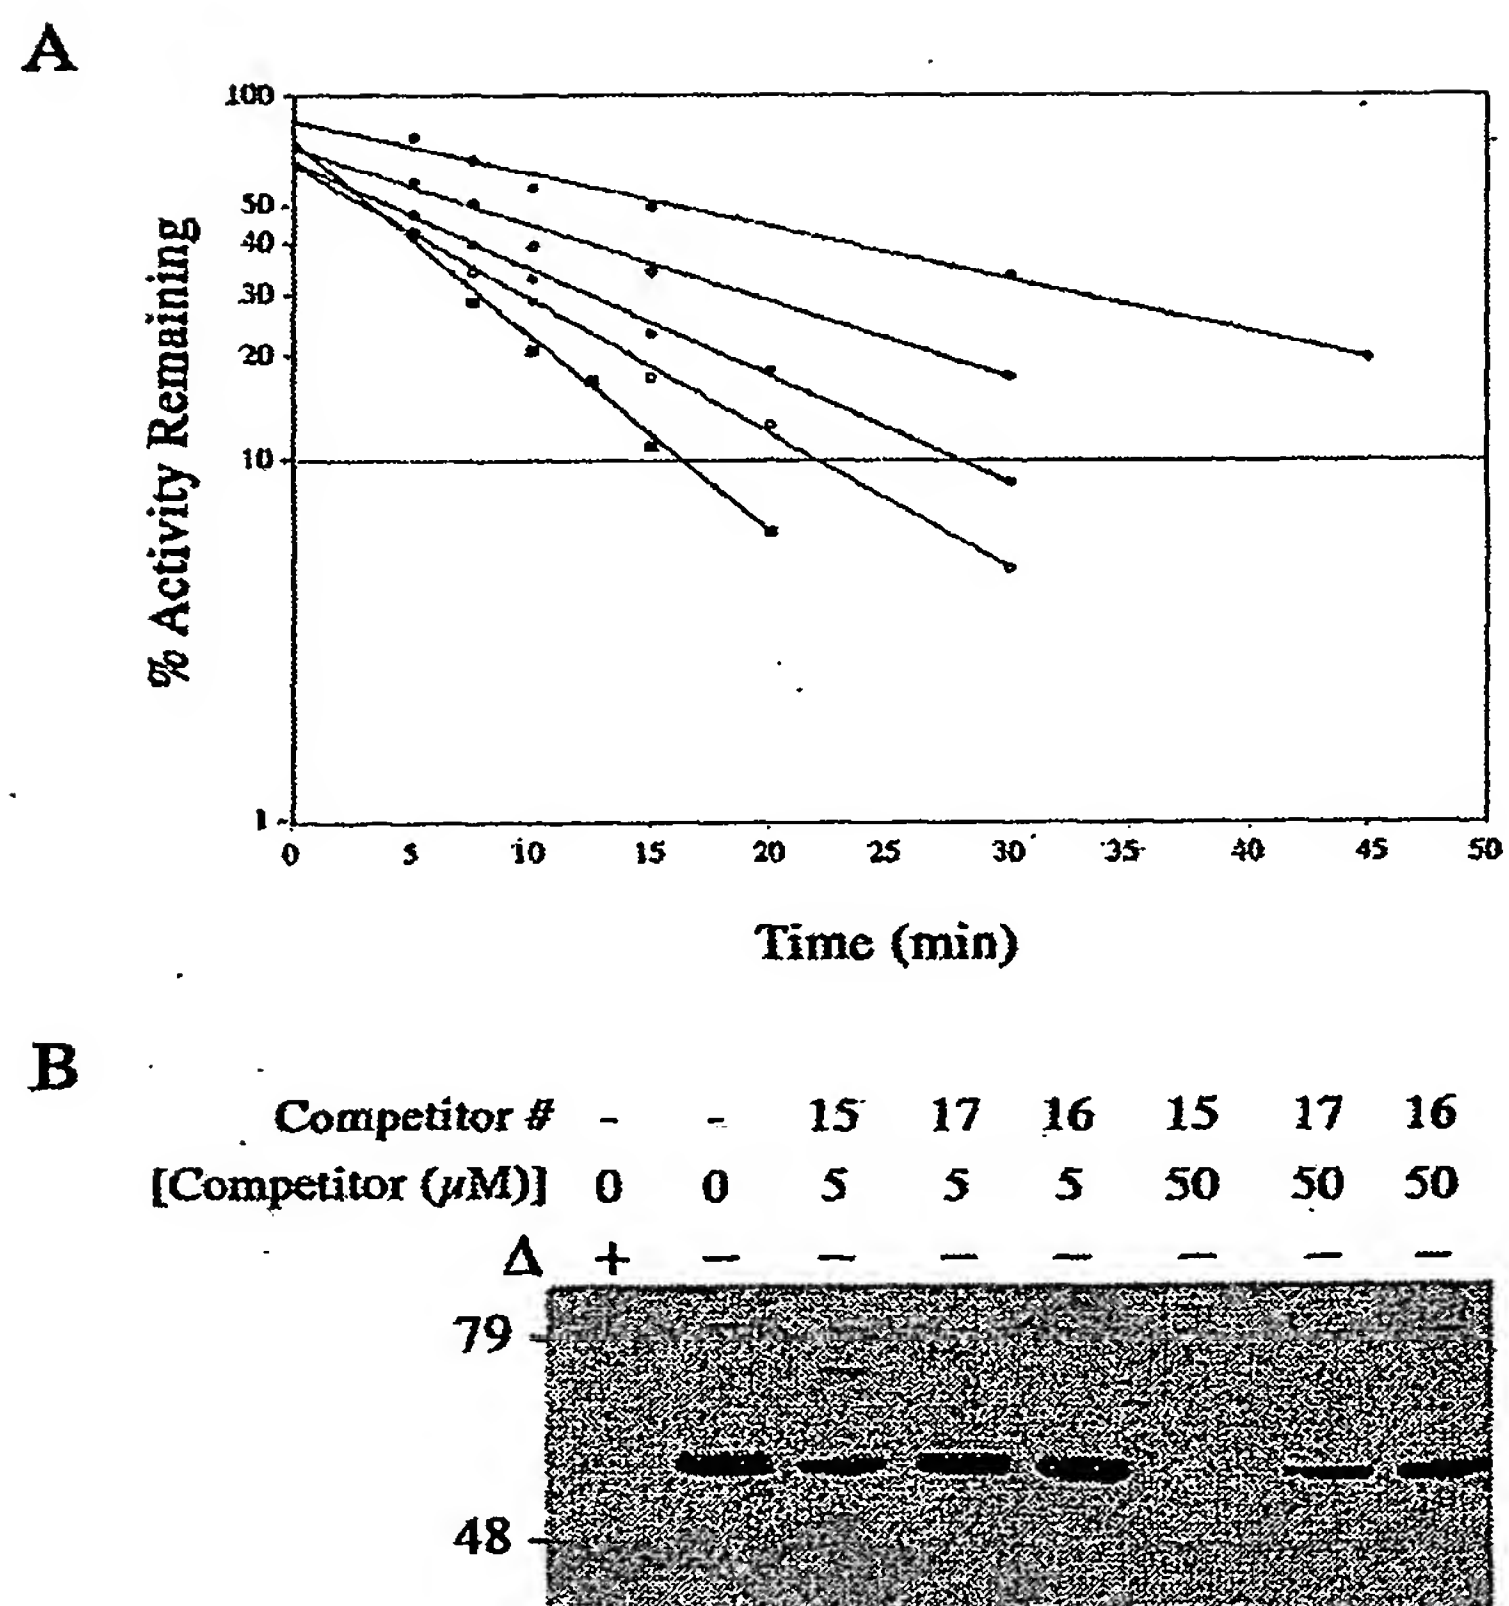 A
100
50
40
30
20
10
1
% Activity Remaining
0 5 10 15 20 25 30 35 40 45 50
Time (min)
B
Competitor # - - 15 17 16 15 17 16
[Competitor (μM)] 0 0 5 5 5 50 50 50
Δ + − − − − − − −
79
48